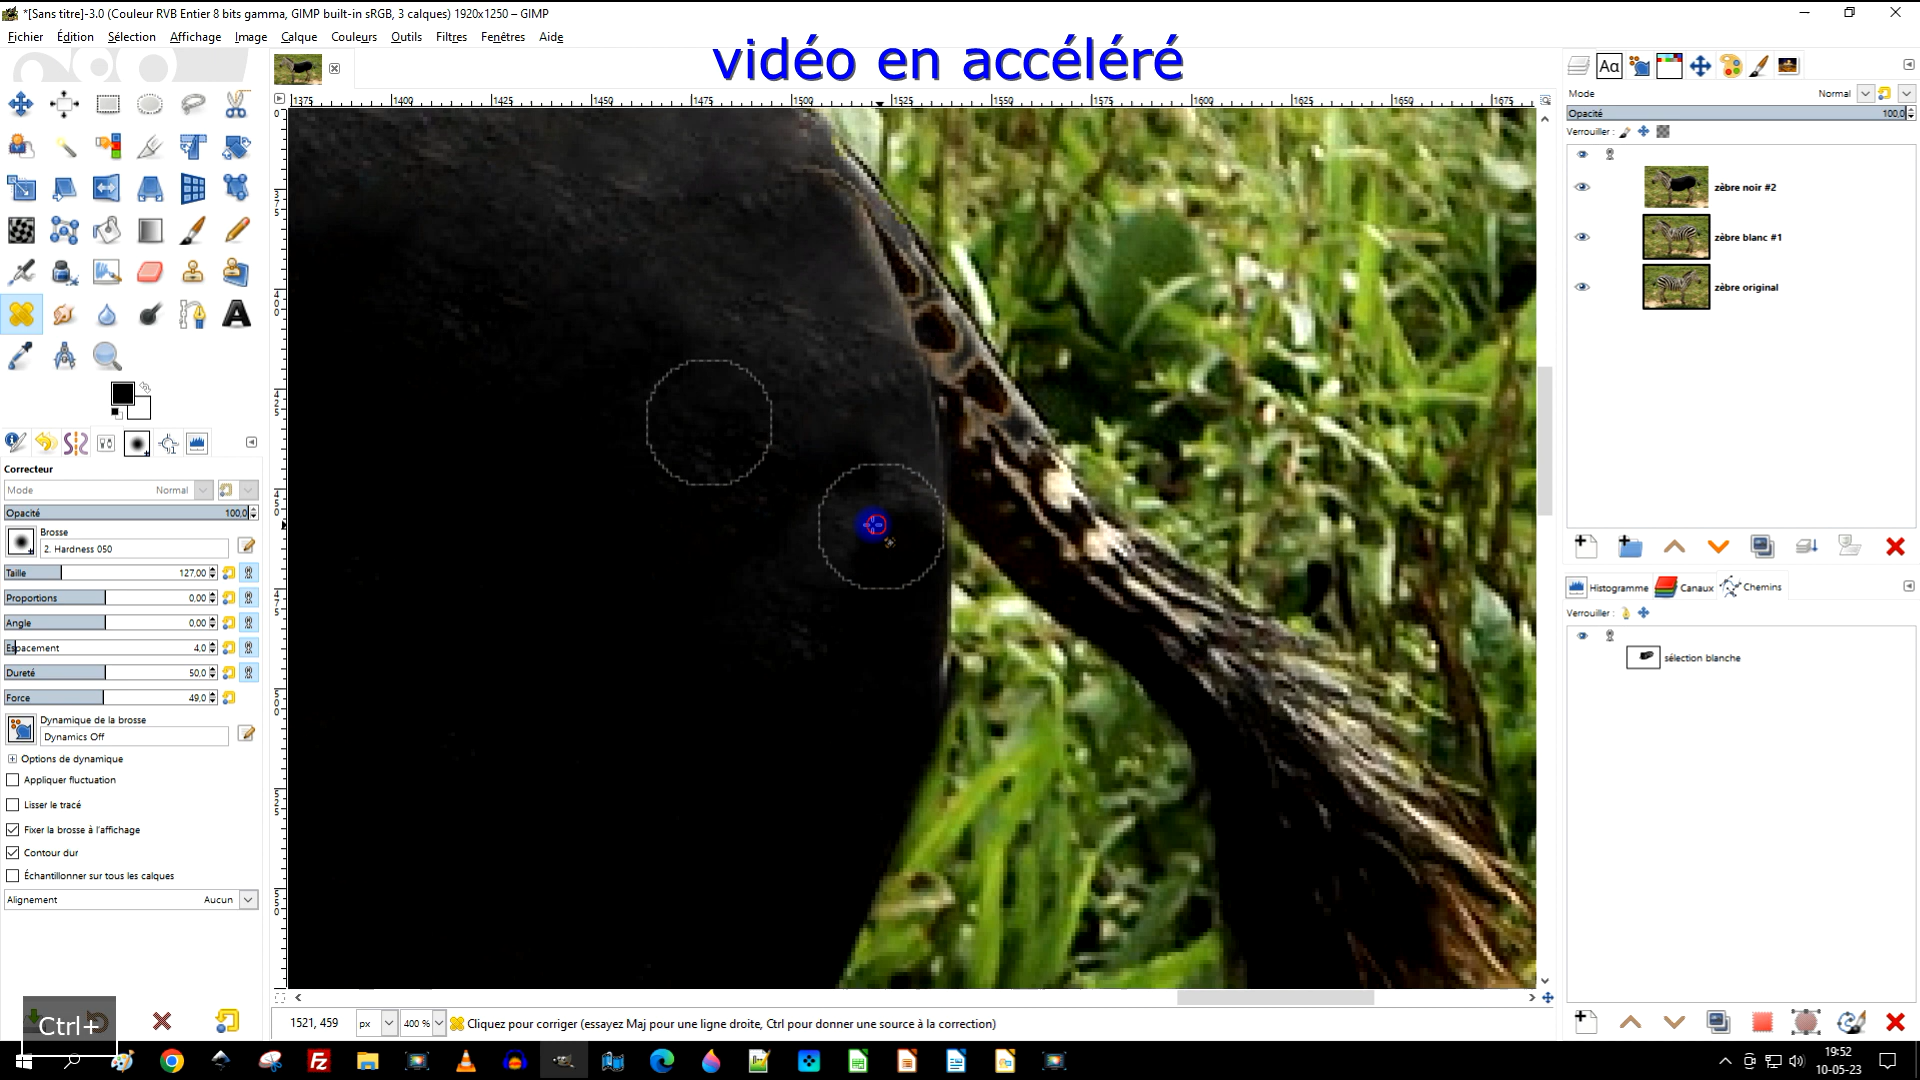 *[Sans titre]-3.0 (Couleur RVB Entier 8 bits gamma, GIMP built-in sRGB, 3 calques) 1920x1250 – GIMP
Fichier Édition Sélection Affichage Image Calque Couleurs Outils Filtres Fenêtres Aide
vidéo en accéléré
1375 1400 1425 1450 1475 1500 1525 1550 1575 1600 1625 1650 1675
Mode Normal
Opacité 100,0
Verrouiller :
zèbre noir #2
zèbre blanc #1
zèbre original
Correcteur
Mode Normal
Opacité 100,0
Brosse
2. Hardness 050
Taille 127,00
Proportions 0,00
Angle 0,00
Espacement 4,0
Dureté 50,0
Force 49,0
Dynamique de la brosse
Dynamics Off
Options de dynamique
Appliquer fluctuation
Lisser le tracé
Fixer la brosse à l'affichage
Contour dur
Échantillonner sur tous les calques
Alignement Aucun
Histogramme Canaux Chemins
Verrouiller :
sélection blanche
Ctrl+
1521, 459 px 400 % Cliquez pour corriger (essayez Maj pour une ligne droite, Ctrl pour donner une source à la correction)
19:52
10-05-23